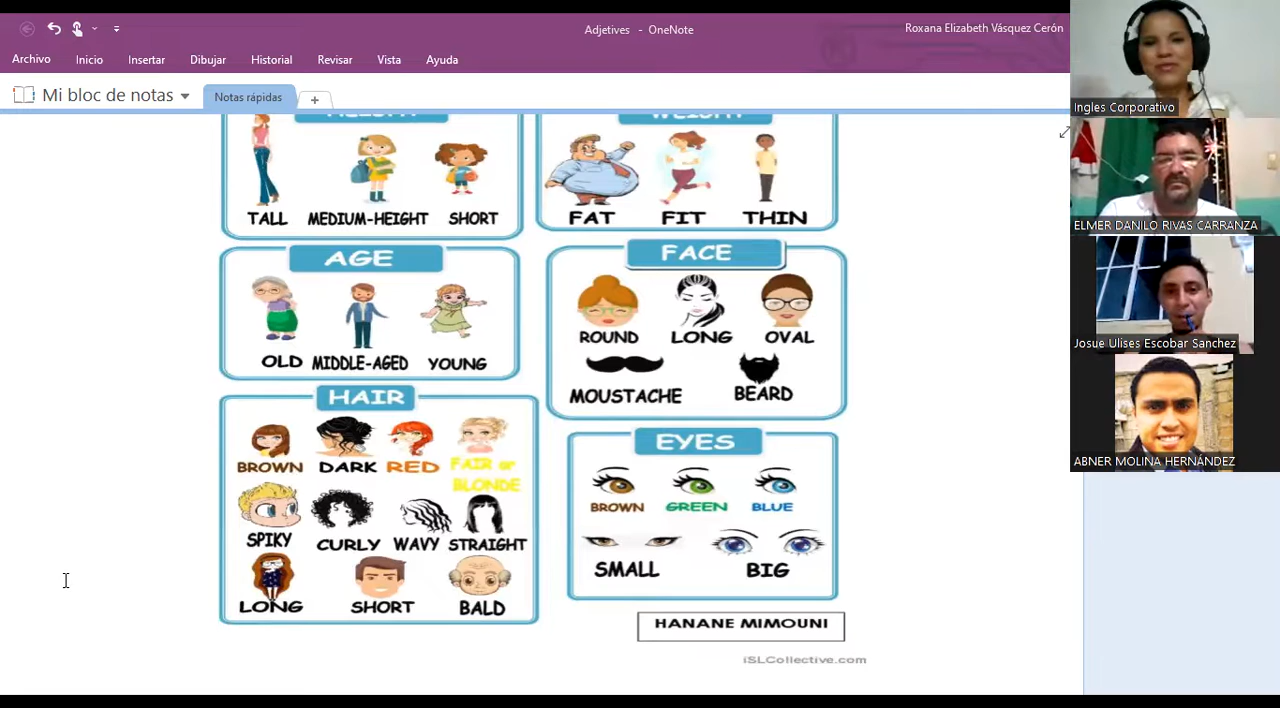 Adjetives - OneNote
Roxana Elizabeth Vásquez Cerón
Archivo Inicio Insertar Dibujar Historial Revisar Vista Ayuda
Mi bloc de notas
Notas rápidas
Ingles Corporativo
ELMER DANILO RIVAS CARRANZA
Josue Ulises Escobar Sanchez
ABNER MOLINA HERNÁNDEZ
HEIGHT
TALL MEDIUM-HEIGHT SHORT
WEIGHT
FAT FIT THIN
AGE
OLD MIDDLE-AGED YOUNG
FACE
ROUND LONG OVAL
MOUSTACHE BEARD
HAIR
BROWN DARK RED FAIR or
BLONDE
SPIKY CURLY WAVY STRAIGHT
LONG SHORT BALD
EYES
BROWN GREEN BLUE
SMALL BIG
HANANE MIMOUNI
iSLCollective.com